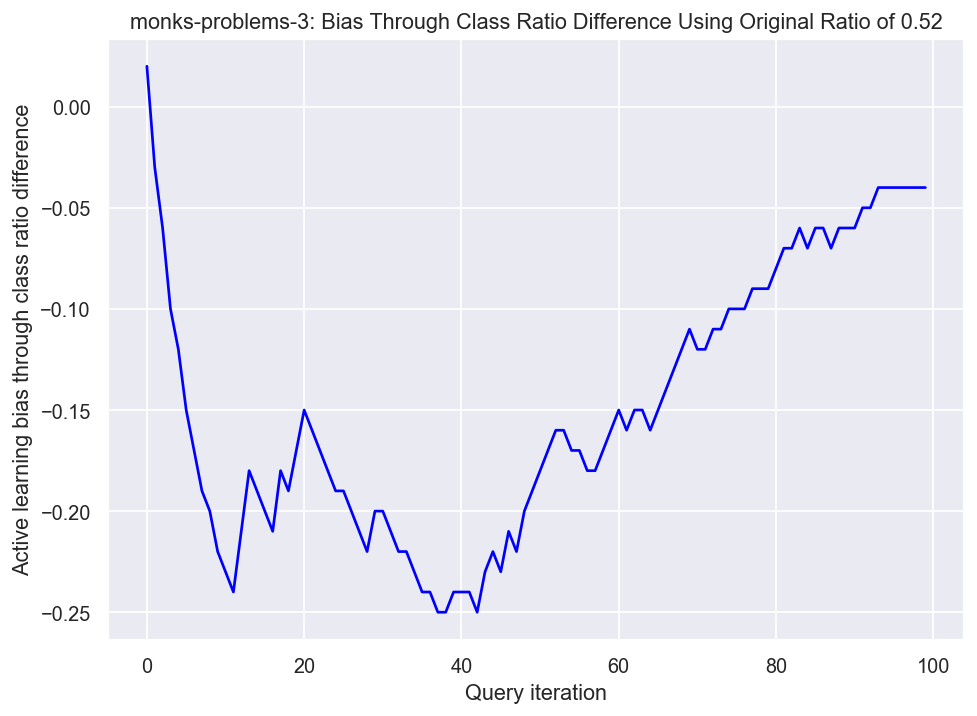 monks-problems-3: Bias Through Class Ratio Difference Using Original Ratio of 0.52
Active learning bias through class ratio difference
0.00
−0.05
−0.10
−0.15
−0.20
−0.25
0 20 40 60 80 100
Query iteration